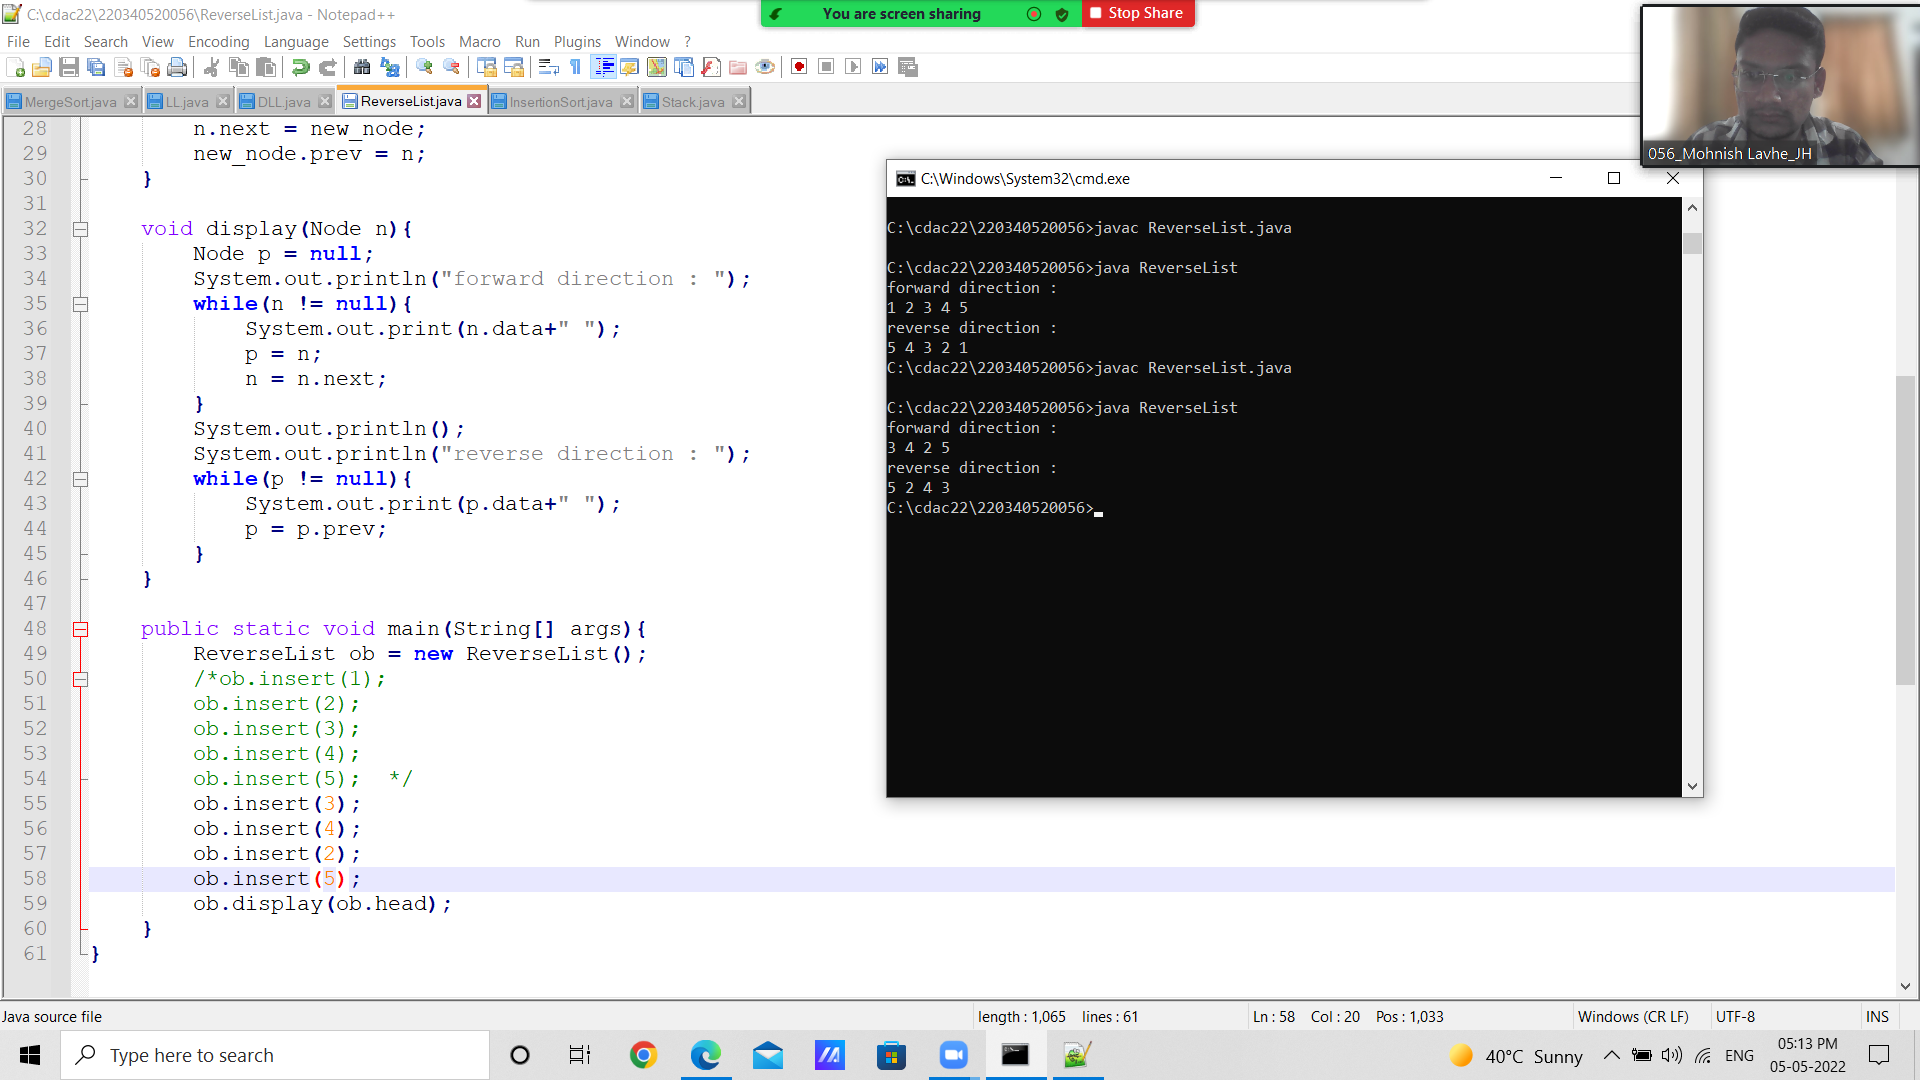 C:\cdac22\220340520056\ReverseList.java - Notepad++
You are screen sharing
Stop Share
File Edit Search View Encoding Language Settings Tools Macro Run Plugins Window ?
MergeSort.java LL.java DLL.java ReverseList.java InsertionSort.java Stack.java
056_Mohnish Lavhe_JH
28 n.next = new_node;
29 new_node.prev = n;
30 }
31
32 void display(Node n){
33 Node p = null;
34 System.out.println("forward direction : ");
35 while(n != null){
36 System.out.print(n.data+" ");
37 p = n;
38 n = n.next;
39 }
40 System.out.println();
41 System.out.println("reverse direction : ");
42 while(p != null){
43 System.out.print(p.data+" ");
44 p = p.prev;
45 }
46 }
47
48 public static void main(String[] args){
49 ReverseList ob = new ReverseList();
50 /*ob.insert(1);
51 ob.insert(2);
52 ob.insert(3);
53 ob.insert(4);
54 ob.insert(5);  */
55 ob.insert(3);
56 ob.insert(4);
57 ob.insert(2);
58 ob.insert(5);
59 ob.display(ob.head);
60 }
61 }
C:\Windows\System32\cmd.exe
C:\cdac22\220340520056>javac ReverseList.java
C:\cdac22\220340520056>java ReverseList
forward direction :
1 2 3 4 5
reverse direction :
5 4 3 2 1
C:\cdac22\220340520056>javac ReverseList.java
C:\cdac22\220340520056>java ReverseList
forward direction :
3 4 2 5
reverse direction :
5 2 4 3
C:\cdac22\220340520056>
Java source file length : 1,065 lines : 61 Ln : 58 Col : 20 Pos : 1,033 Windows (CR LF) UTF-8 INS
Type here to search
40°C Sunny
ENG
05:13 PM
05-05-2022